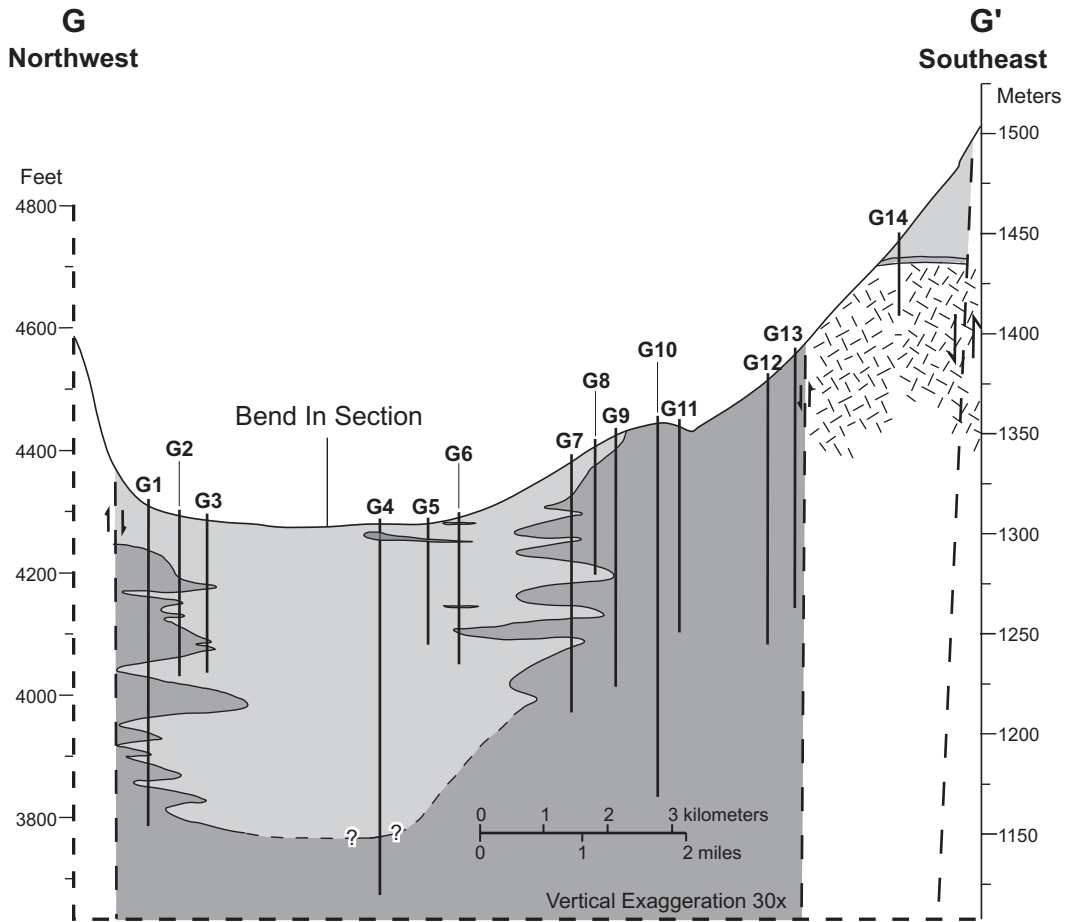 G
Northwest
G'
Southeast
Meters
1500
Feet
4800
G14
1450
4600
G13
1400
G10
G12
G8
Bend In Section
G9
G11
4400
G2
G6
G7
1350
G1
G3
G4
G5
1300
4200
1250
4000
1200
0 1 2 3 kilometers
3800
? ?
1150
0 1 2 miles
Vertical Exaggeration 30x